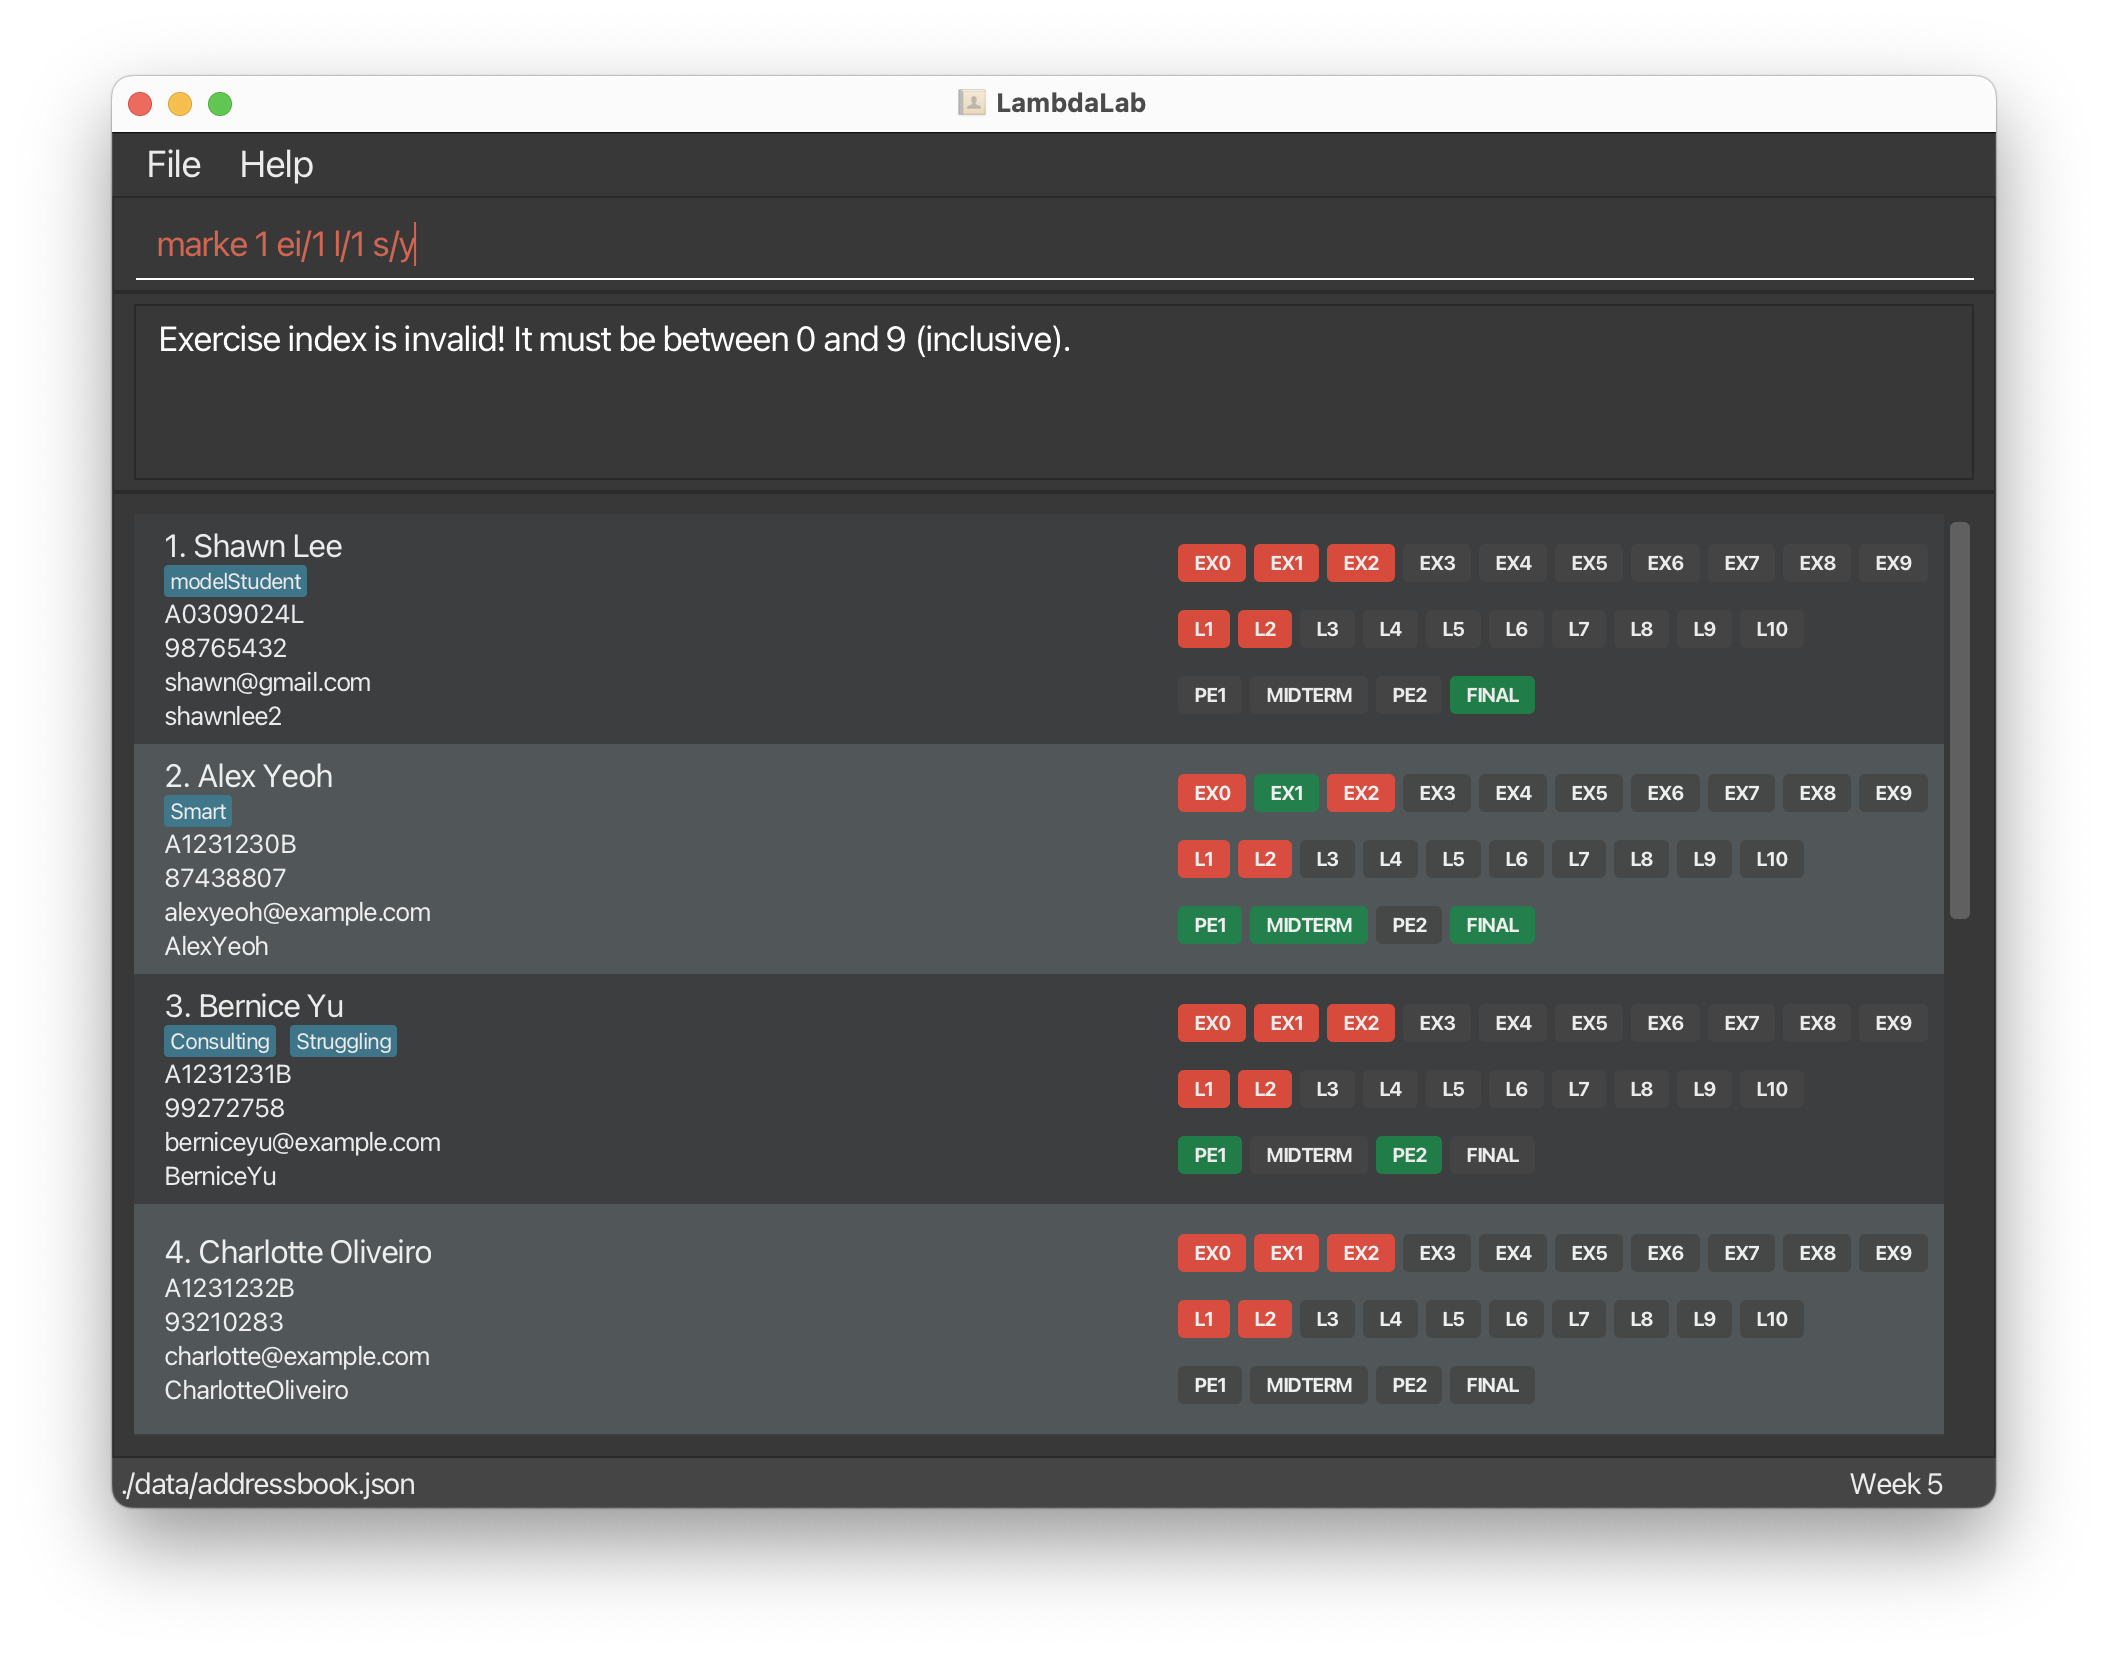 LambdaLab
File Help
marke 1 ei/1 l/1 s/y
Exercise index is invalid! It must be between 0 and 9 (inclusive).
1. Shawn Lee
modelStudent
A0309024L
98765432
shawn@gmail.com
shawnlee2
EX0 EX1 EX2 EX3 EX4 EX5 EX6 EX7 EX8 EX9
L1 L2 L3 L4 L5 L6 L7 L8 L9 L10
PE1 MIDTERM PE2 FINAL
2. Alex Yeoh
Smart
A1231230B
87438807
alexyeoh@example.com
AlexYeoh
EX0 EX1 EX2 EX3 EX4 EX5 EX6 EX7 EX8 EX9
L1 L2 L3 L4 L5 L6 L7 L8 L9 L10
PE1 MIDTERM PE2 FINAL
3. Bernice Yu
Consulting Struggling
A1231231B
99272758
berniceyu@example.com
BerniceYu
EX0 EX1 EX2 EX3 EX4 EX5 EX6 EX7 EX8 EX9
L1 L2 L3 L4 L5 L6 L7 L8 L9 L10
PE1 MIDTERM PE2 FINAL
4. Charlotte Oliveiro
A1231232B
93210283
charlotte@example.com
CharlotteOliveiro
EX0 EX1 EX2 EX3 EX4 EX5 EX6 EX7 EX8 EX9
L1 L2 L3 L4 L5 L6 L7 L8 L9 L10
PE1 MIDTERM PE2 FINAL
./data/addressbook.json
Week 5